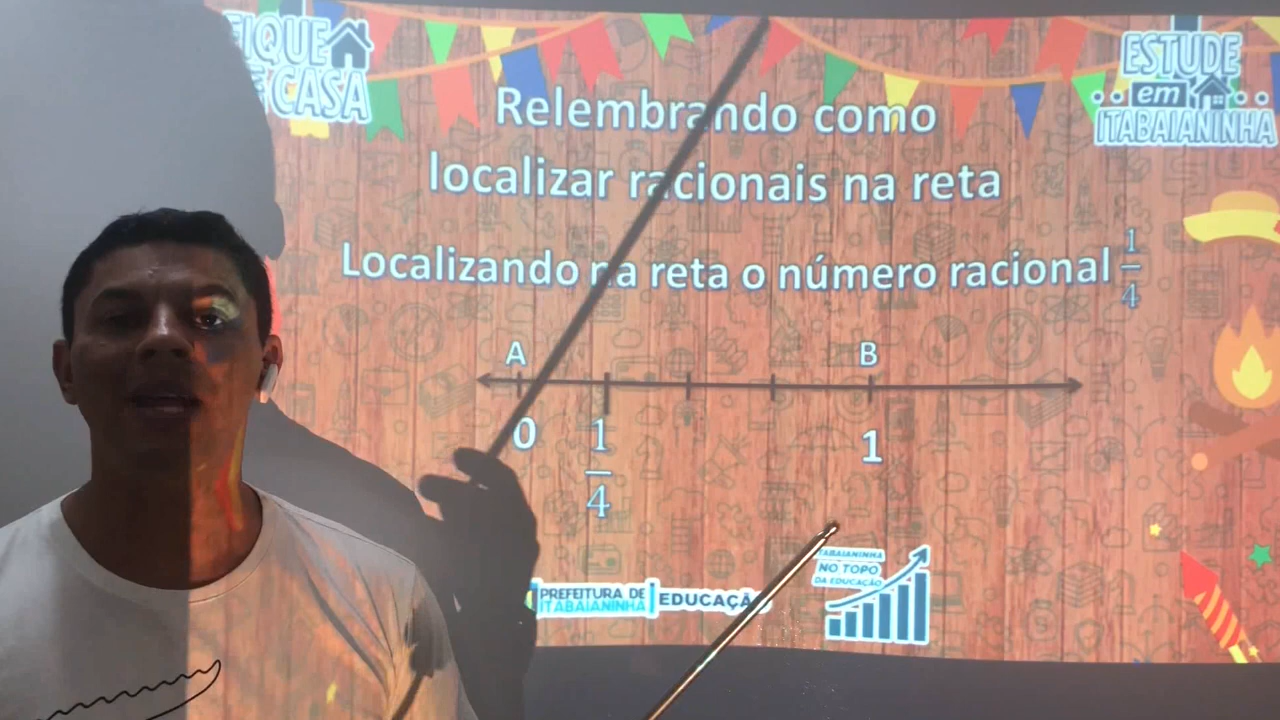 FIQUE
CASA
ESTUDE
em
ITABAIANINHA
Relembrando como
localizar racionais na reta
Localizando na reta o número racional 1/4
A B
0 1/4 1
PREFEITURA DE
ITABAIANINHA
EDUCAÇÃO
ITABAIANINHA
NO TOPO
DA EDUCAÇÃO